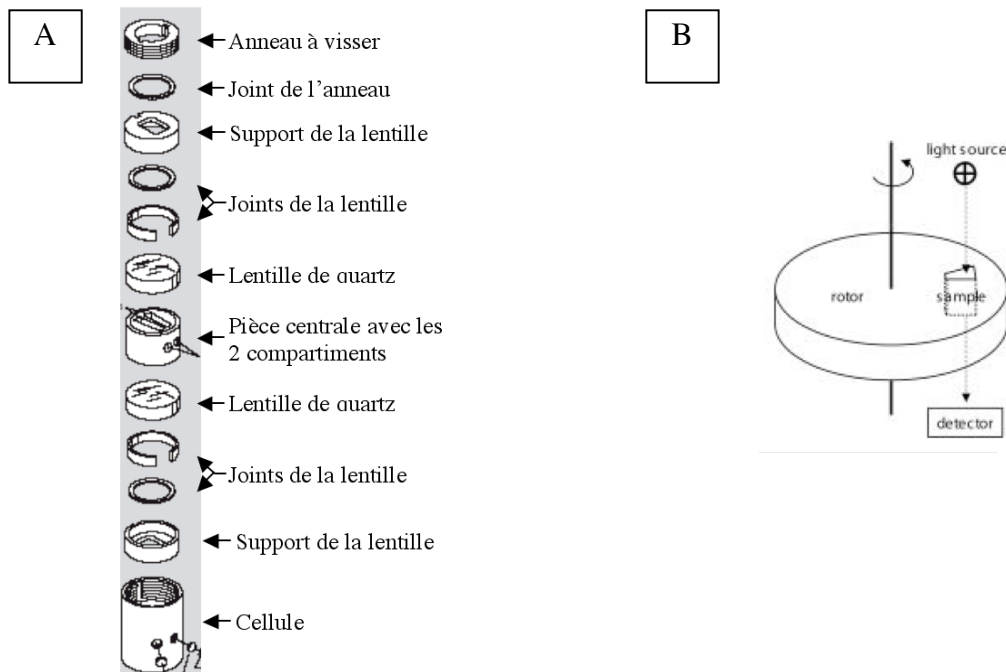 A
Anneau à visser
Joint de l'anneau
Support de la lentille
Joints de la lentille
Lentille de quartz
Pièce centrale avec les
2 compartiments
Lentille de quartz
Joints de la lentille
Support de la lentille
Cellule
B
light source
rotor
sample
detector